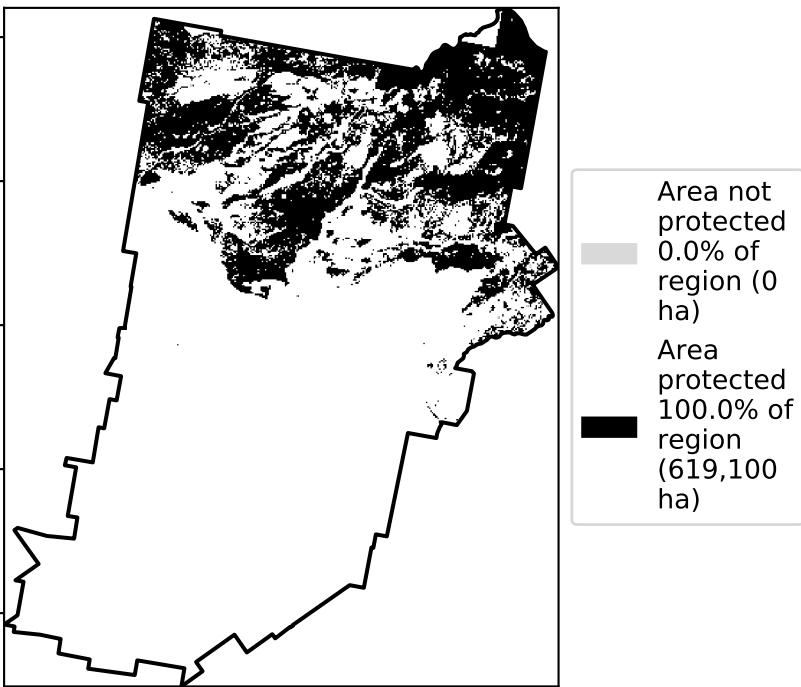 Area not
protected
0.0% of
region (0
ha)
Area
protected
100.0% of
region
(619,100
ha)